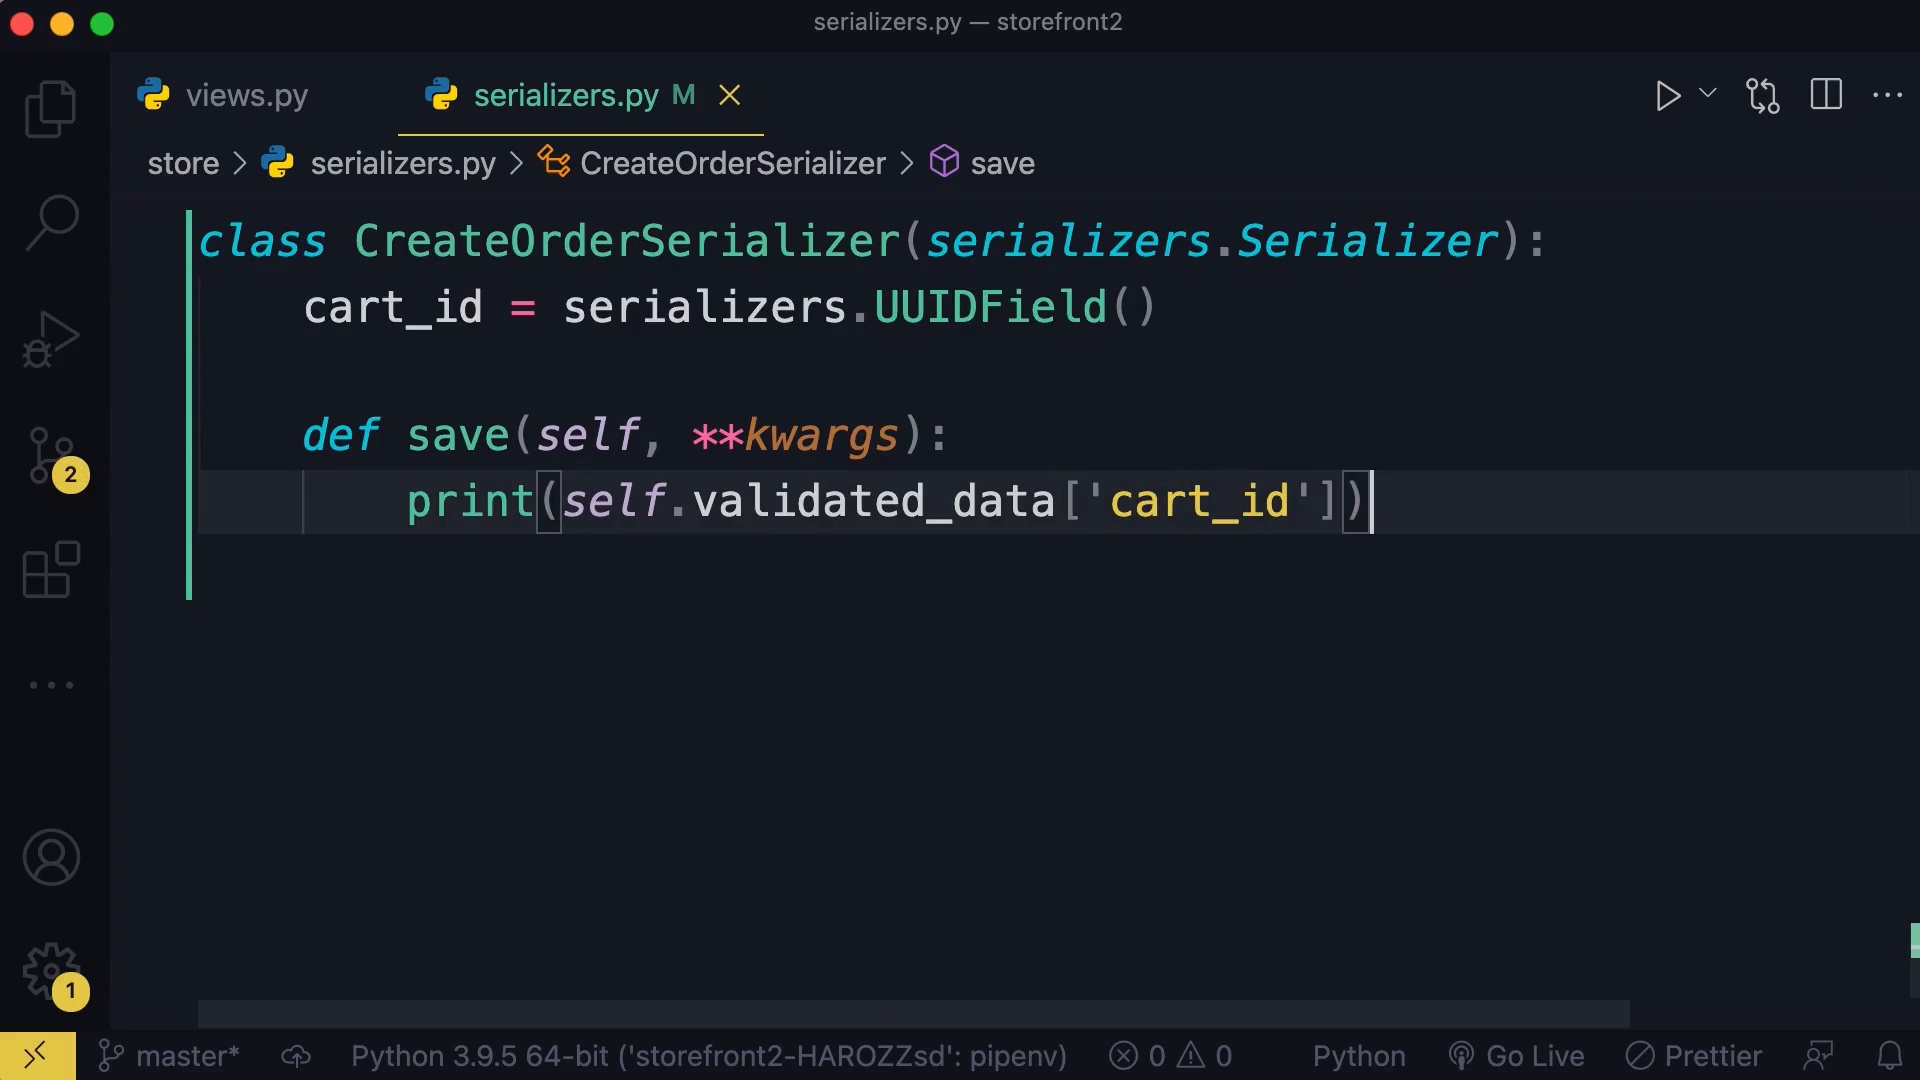 serializers.py — storefront2
views.py
serializers.py M
store > serializers.py > CreateOrderSerializer > save
class CreateOrderSerializer(serializers.Serializer):
    cart_id = serializers.UUIDField()
    def save(self, **kwargs):
        print(self.validated_data['cart_id'])
2
1
master* Python 3.9.5 64-bit ('storefront2-HAROZZsd': pipenv) 0 0 Python Go Live Prettier